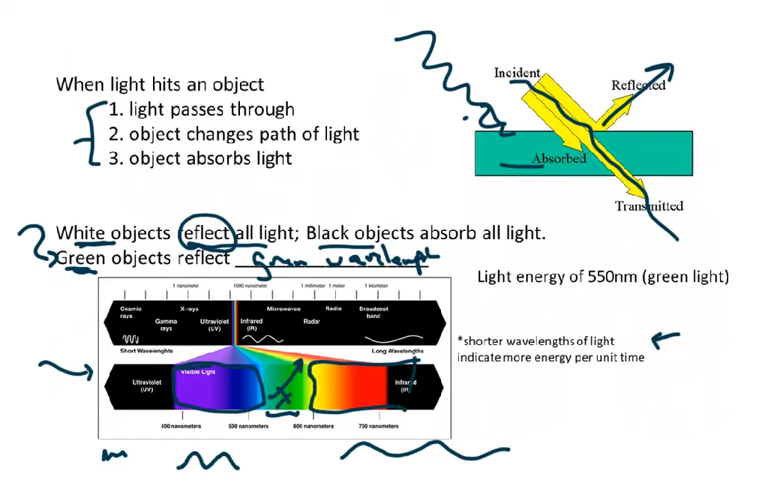 When light hits an object
1. light passes through
2. object changes path of light
3. object absorbs light
Incident
Reflected
Absorbed
Transmitted
White objects reflect all light; Black objects absorb all light.
Green objects reflect green wavelength
Light energy of 550nm (green light)
1 nanometer 1000 nanometer 1 millimeter 1 meter 1 kilometer
Cosmic rays
X-rays
Microwaves
Radio
Broadcast band
Gamma rays
Ultraviolet (UV)
Infrared (IR)
Radar
Short Wavelenghts
Long Wavelengths
*shorter wavelengths of light
indicate more energy per unit time
Visible Light
Ultraviolet (UV)
Infrared (IR)
400 nanometers 500 nanometers 600 nanometers 700 nanometers